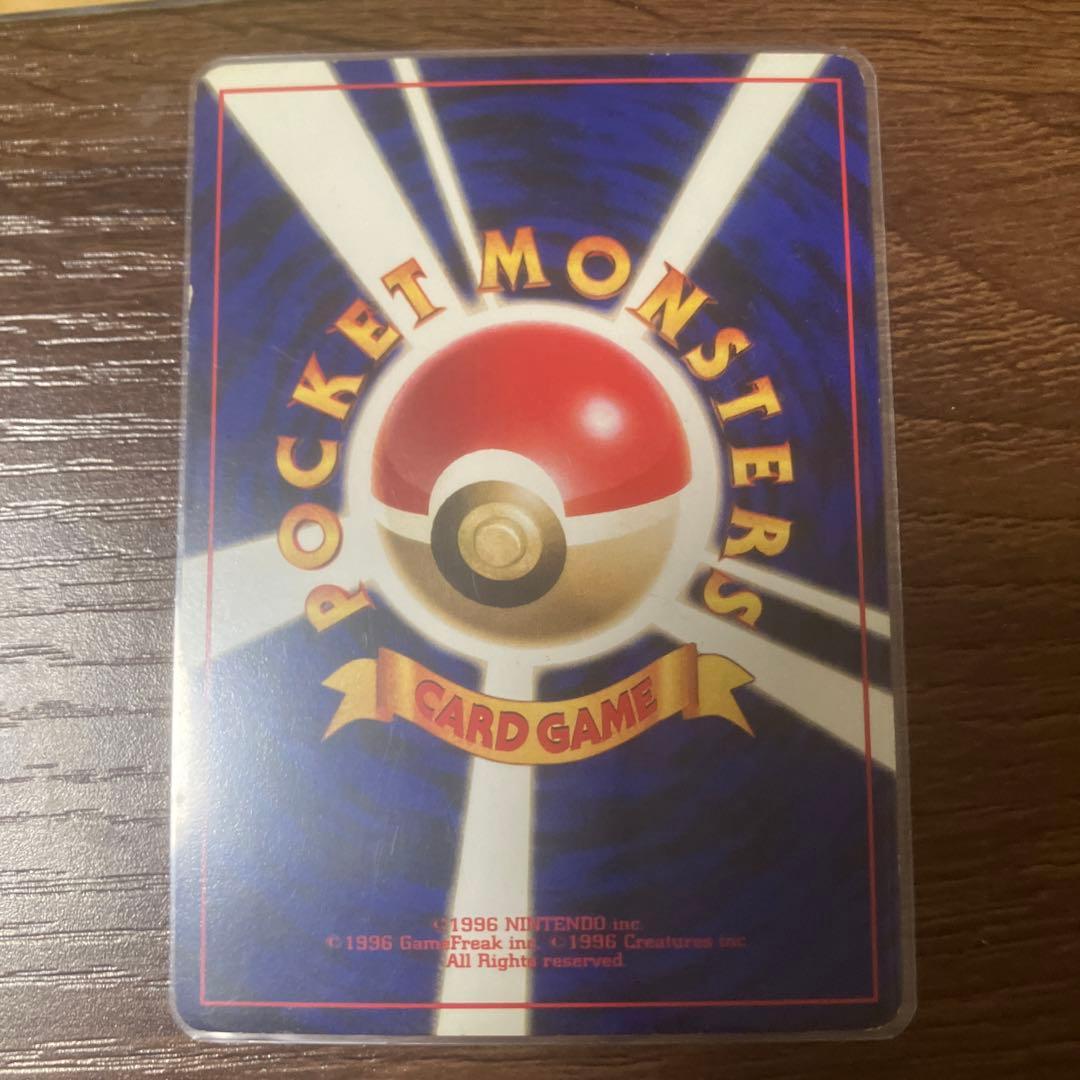 POCKET MONSTERS
CARD GAME
©1996 NINTENDO inc.
©1996 GameFreak inc. ©1996 Creatures inc.
All Rights reserved.